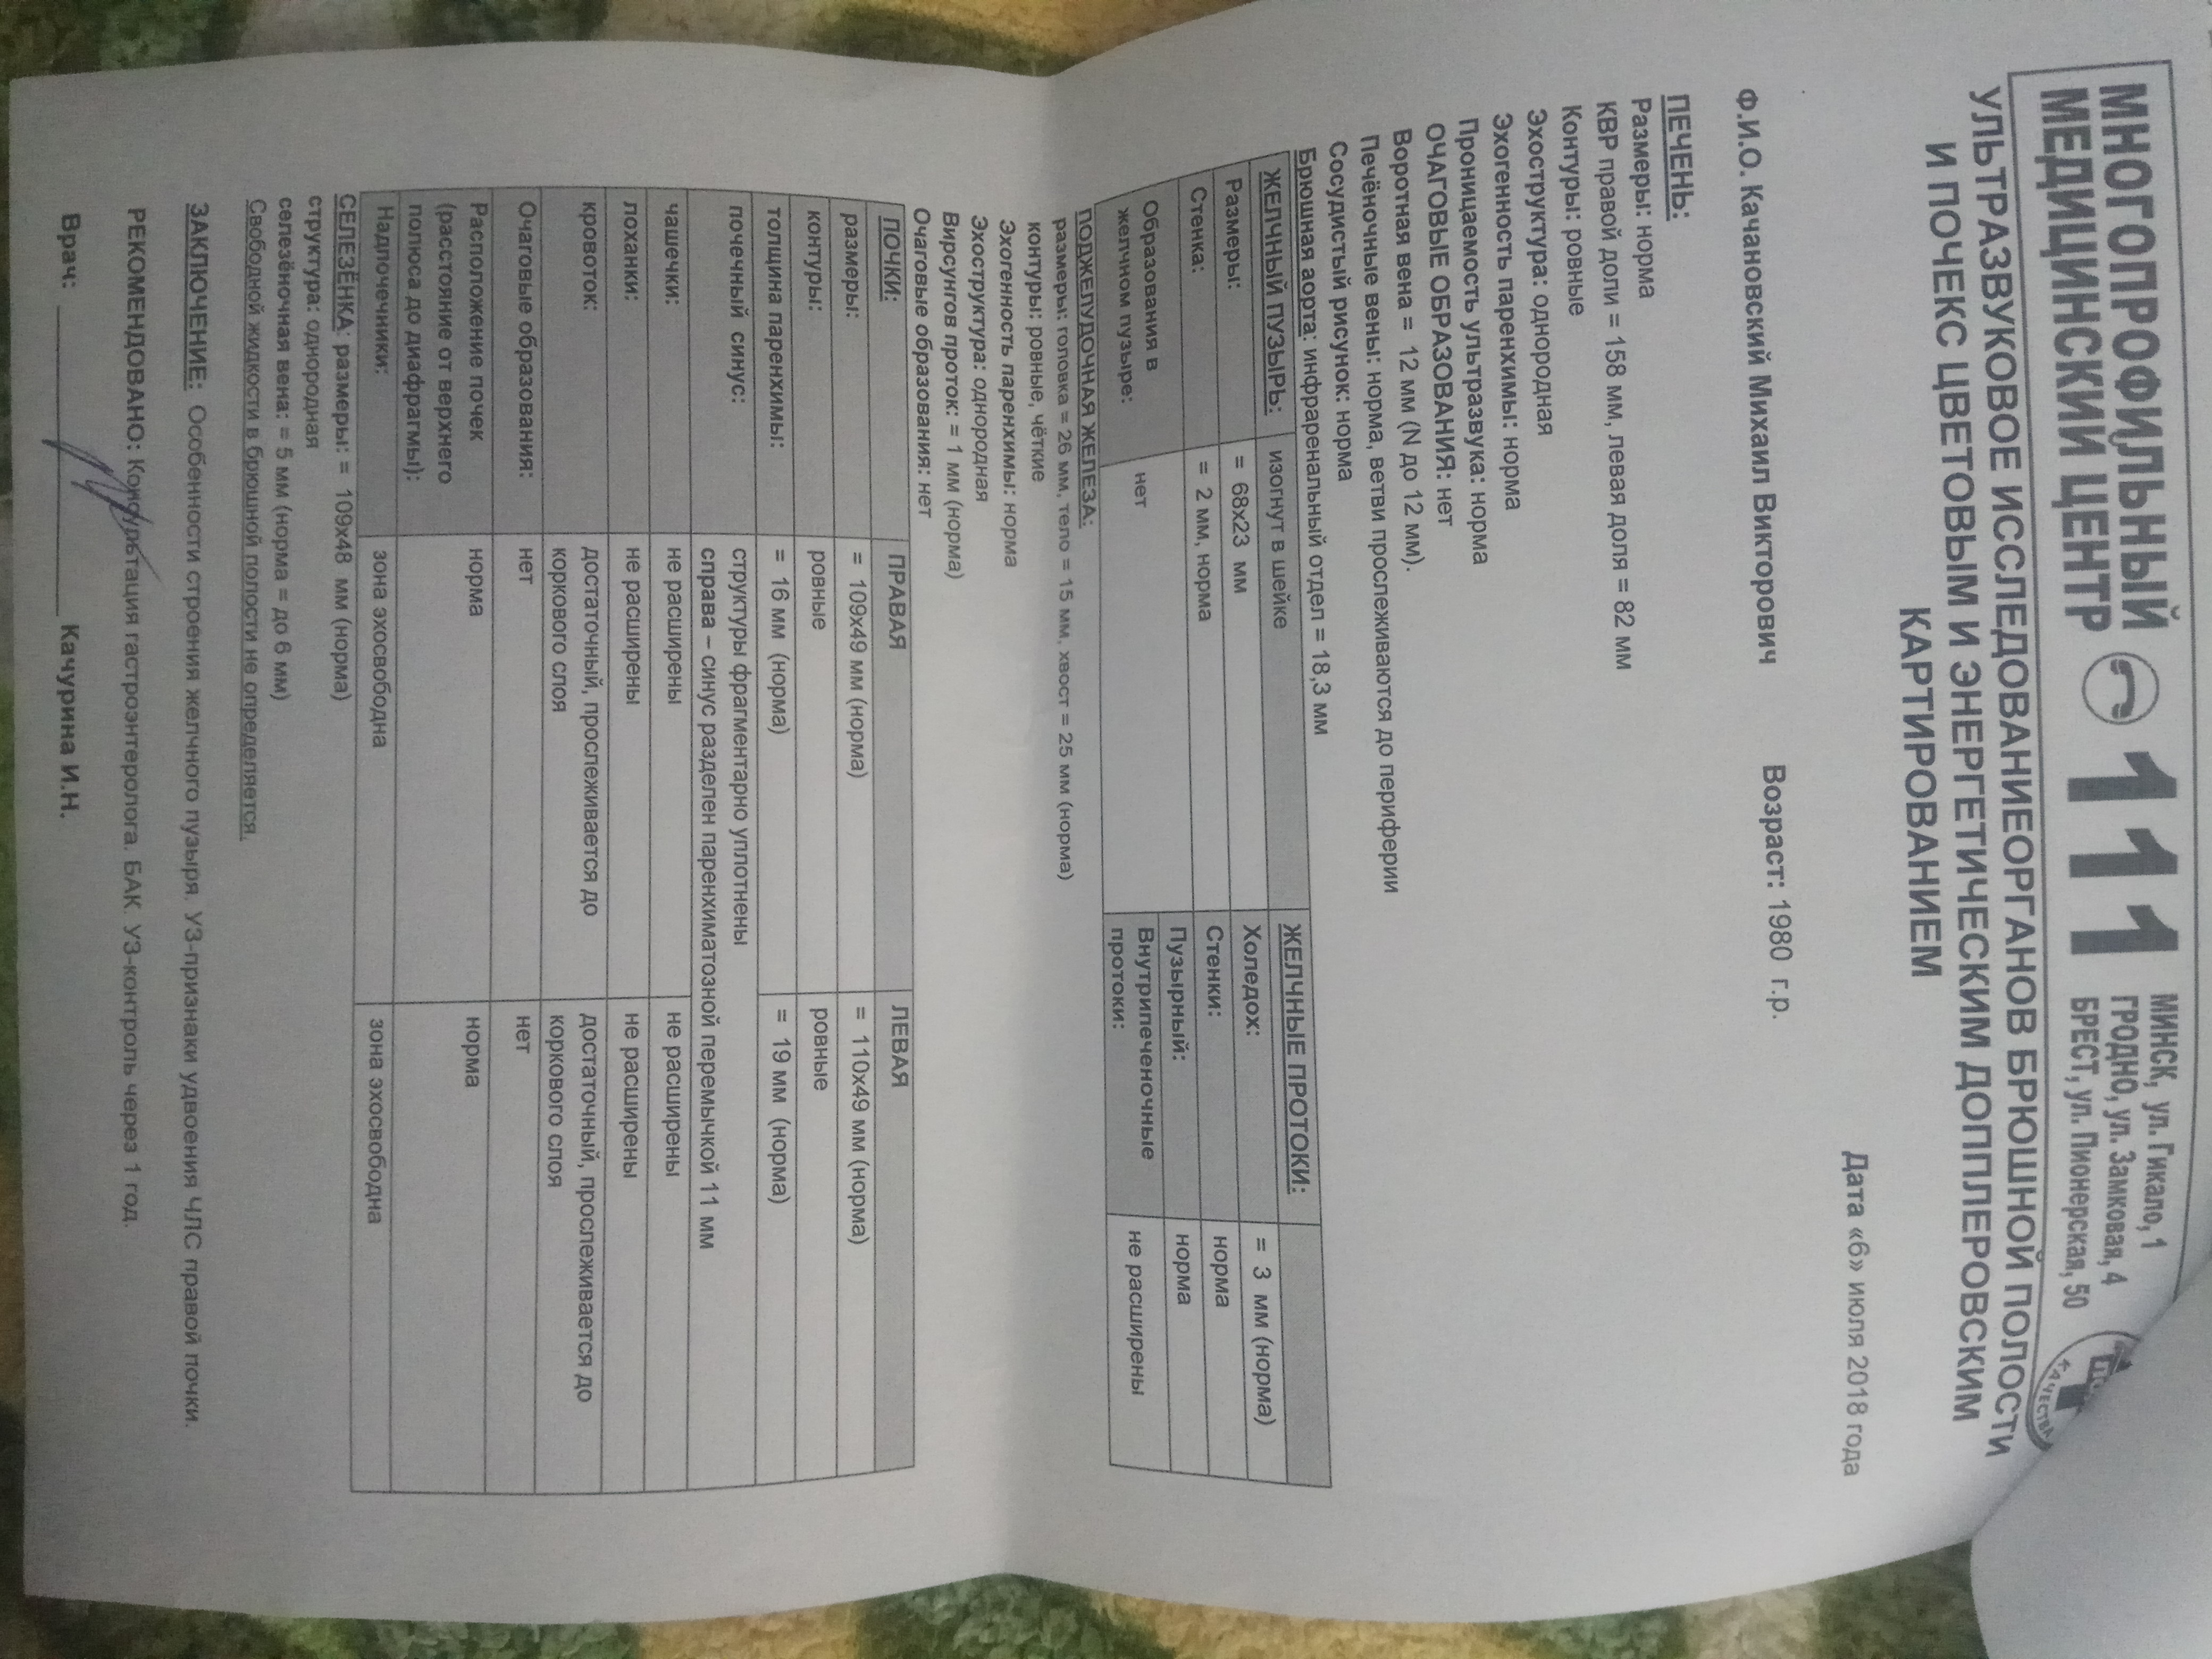 МНОГОПРОФИЛЬНЫЙ
МЕДИЦИНСКИЙ ЦЕНТР
111
МИНСК, ул. Гикало, 1
ГРОДНО, ул. Замковая, 4
БРЕСТ, ул. Пионерская, 50
КАЧЕСТВА
УЛЬТРАЗВУКОВОЕ ИССЛЕДОВАНИЕОРГАНОВ БРЮШНОЙ ПОЛОСТИ
И ПОЧЕКС ЦВЕТОВЫМ И ЭНЕРГЕТИЧЕСКИМ ДОППЛЕРОВСКИМ
КАРТИРОВАНИЕМ
Дата «6» июля 2018 года
Ф.И.О. Качановский Михаил Викторович Возраст: 1980 г.р.
ПЕЧЕНЬ:
Размеры: норма
КВР правой доли = 158 мм, левая доля = 82 мм
Контуры: ровные
Эхоструктура: однородная
Эхогенность паренхимы: норма
Проницаемость ультразвука: норма
ОЧАГОВЫЕ ОБРАЗОВАНИЯ: нет
Воротная вена = 12 мм (N до 12 мм).
Печёночные вены: норма, ветви прослеживаются до периферии
Сосудистый рисунок: норма
Брюшная аорта: инфраренальный отдел = 18,3 мм
ЖЕЛЧНЫЙ ПУЗЫРЬ: изогнут в шейке ЖЕЛЧНЫЕ ПРОТОКИ:
Размеры: = 68х23 мм Холедох: = 3 мм (норма)
Стенка: = 2 мм, норма Стенки: норма
Пузырный: норма
Образования в
желчном пузыре: нет
Внутрипеченочные
протоки: не расширены
ПОДЖЕЛУДОЧНАЯ ЖЕЛЕЗА:
размеры: головка = 26 мм, тело = 15 мм, хвост = 25 мм (норма)
контуры: ровные, чёткие
Эхогенность паренхимы: норма
Эхоструктура: однородная
Вирсунгов проток: = 1 мм (норма)
Очаговые образования: нет
ПОЧКИ: ПРАВАЯ ЛЕВАЯ
размеры: = 109х49 мм (норма) = 110х49 мм (норма)
контуры: ровные ровные
толщина паренхимы: = 16 мм (норма) = 19 мм (норма)
почечный синус: структуры фрагментарно уплотнены
справа – синус разделен паренхиматозной перемычкой 11 мм
чашечки: не расширены не расширены
лоханки: не расширены не расширены
кровоток: достаточный, прослеживается до достаточный, прослеживается до
коркового слоя коркового слоя
Очаговые образования: нет нет
Расположение почек норма норма
(расстояние от верхнего
полюса до диафрагмы):
Надпочечники: зона эхосвободна зона эхосвободна
СЕЛЕЗЁНКА: размеры: = 109х48 мм (норма)
структура: однородная
селезёночная вена: = 5 мм (норма = до 6 мм)
Свободной жидкости в брюшной полости не определяется.
ЗАКЛЮЧЕНИЕ: Особенности строения желчного пузыря. УЗ-признаки удвоения ЧЛС правой почки.
РЕКОМЕНДОВАНО: Консультация гастроэнтеролога. БАК. УЗ-контроль через 1 год.
Врач: Качурина И.Н.